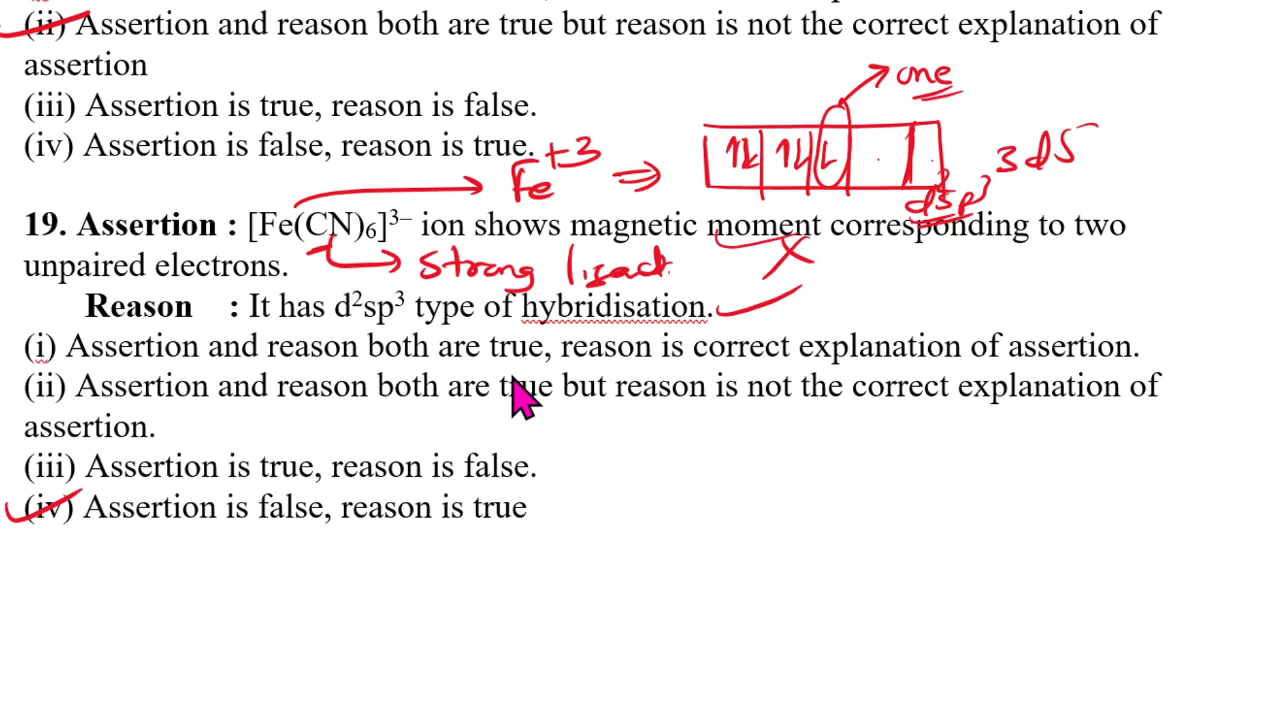 (ii) Assertion and reason both are true but reason is not the correct explanation of
assertion
one
(iii) Assertion is true, reason is false.
(iv) Assertion is false, reason is true.
Fe+3 ⇒ 3d5
d2sp3
19. Assertion : [Fe(CN)₆]³⁻ ion shows magnetic moment corresponding to two
unpaired electrons.
Strong
Reason : It has d²sp³ type of hybridisation.
(i) Assertion and reason both are true, reason is correct explanation of assertion.
(ii) Assertion and reason both are true but reason is not the correct explanation of
assertion.
(iii) Assertion is true, reason is false.
(iv) Assertion is false, reason is true